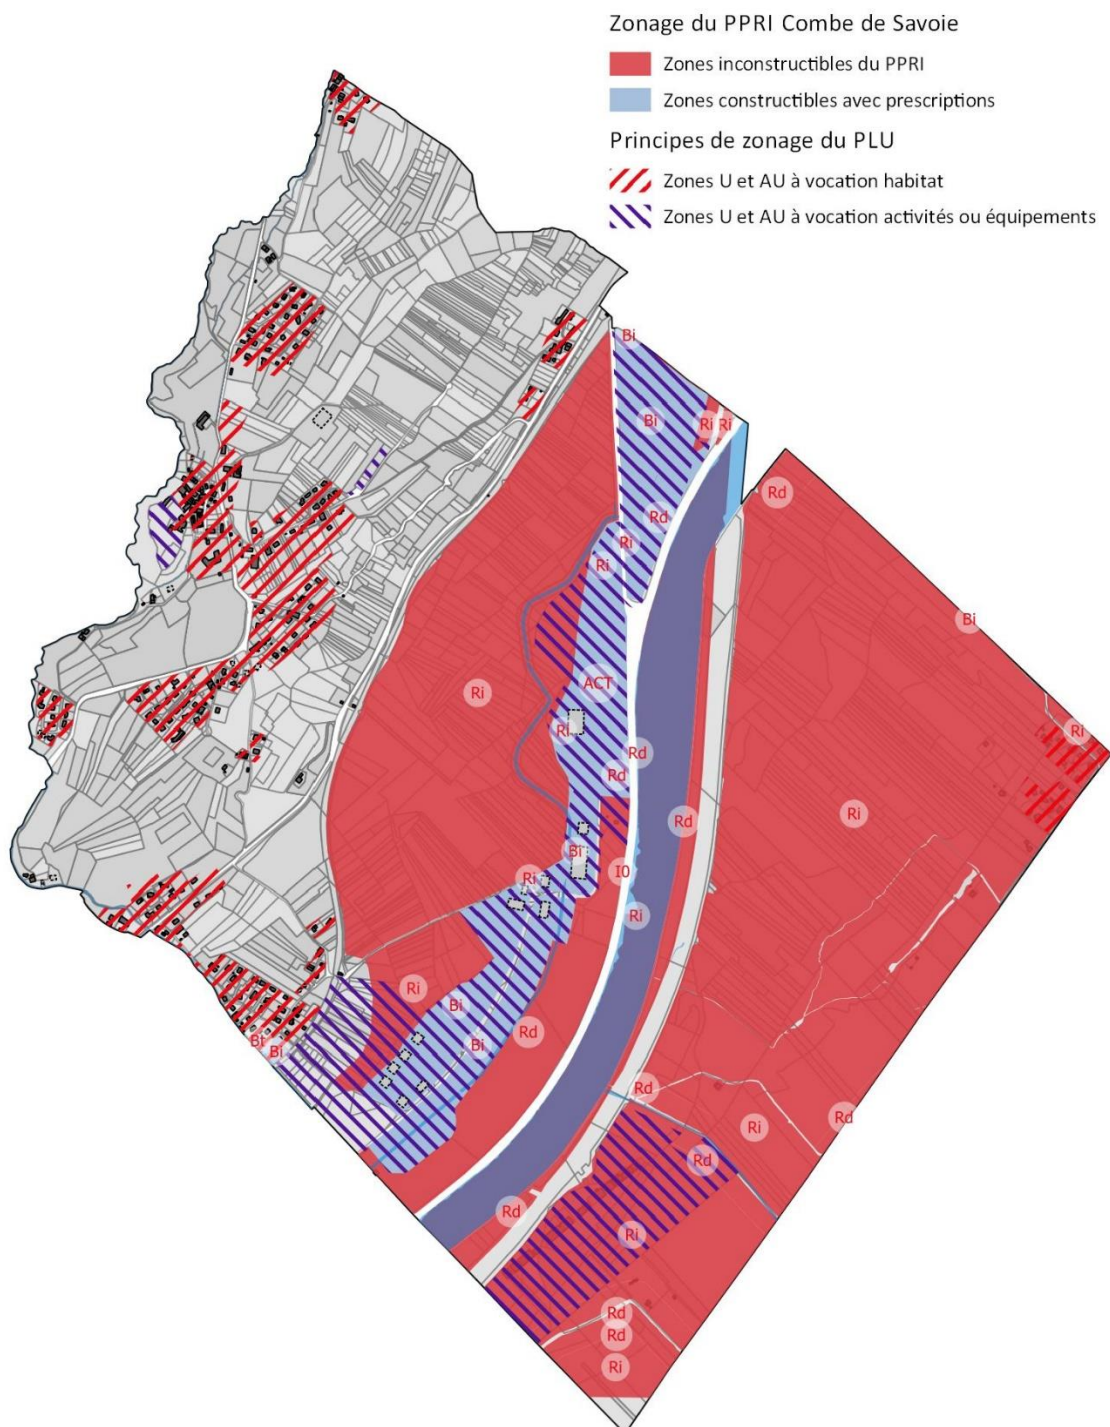 Zonage du PPRI Combe de Savoie
Zones inconstructibles du PPRI
Zones constructibles avec prescriptions
Principes de zonage du PLU
Zones U et AU à vocation habitat
Zones U et AU à vocation activités ou équipements
Bi
Bi
Ri
Ri
Rd
Rd
Ri
Ri
Bi
ACT
Ri
Ri
Ri
Rd
Rd
Ri
Rd
Bi
I0
Ri
Ri
Ri
Bi
Rd
Bi
Bt
Bi
Rd
Rd
Ri
Rd
Rd
Ri
Rd
Rd
Ri